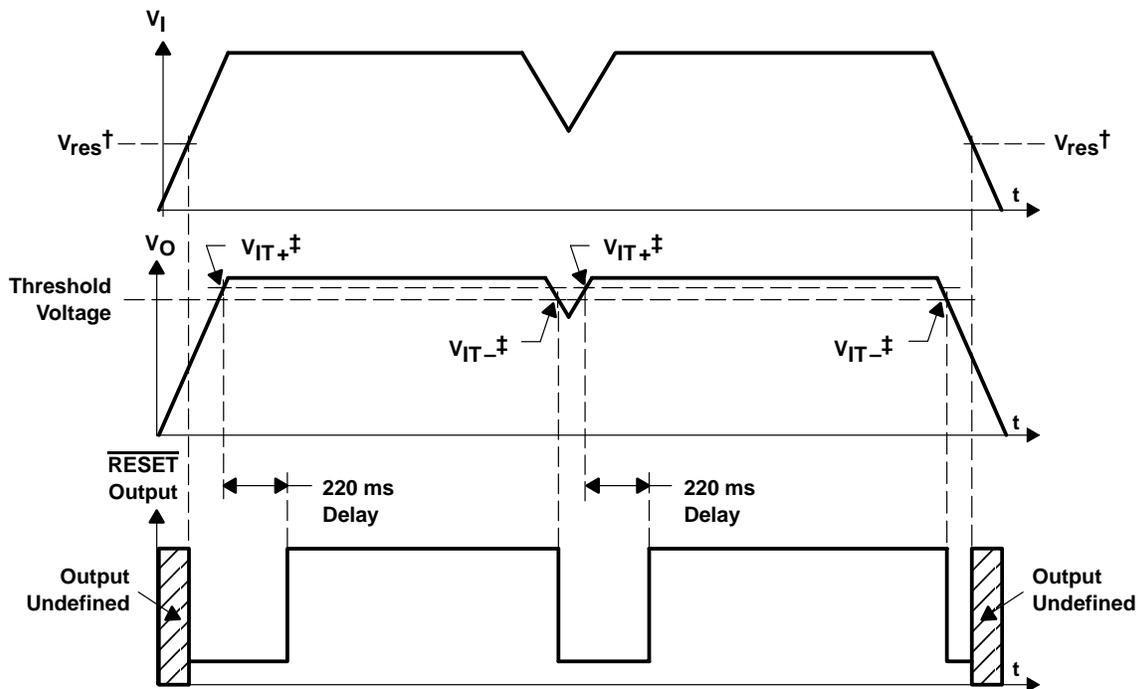 VI
Vres†
Vres†
t
VO
VIT+‡
VIT+‡
Threshold
Voltage
VIT−‡
VIT−‡
t
RESET
Output
220 ms
Delay
220 ms
Delay
Output
Undefined
Output
Undefined
t